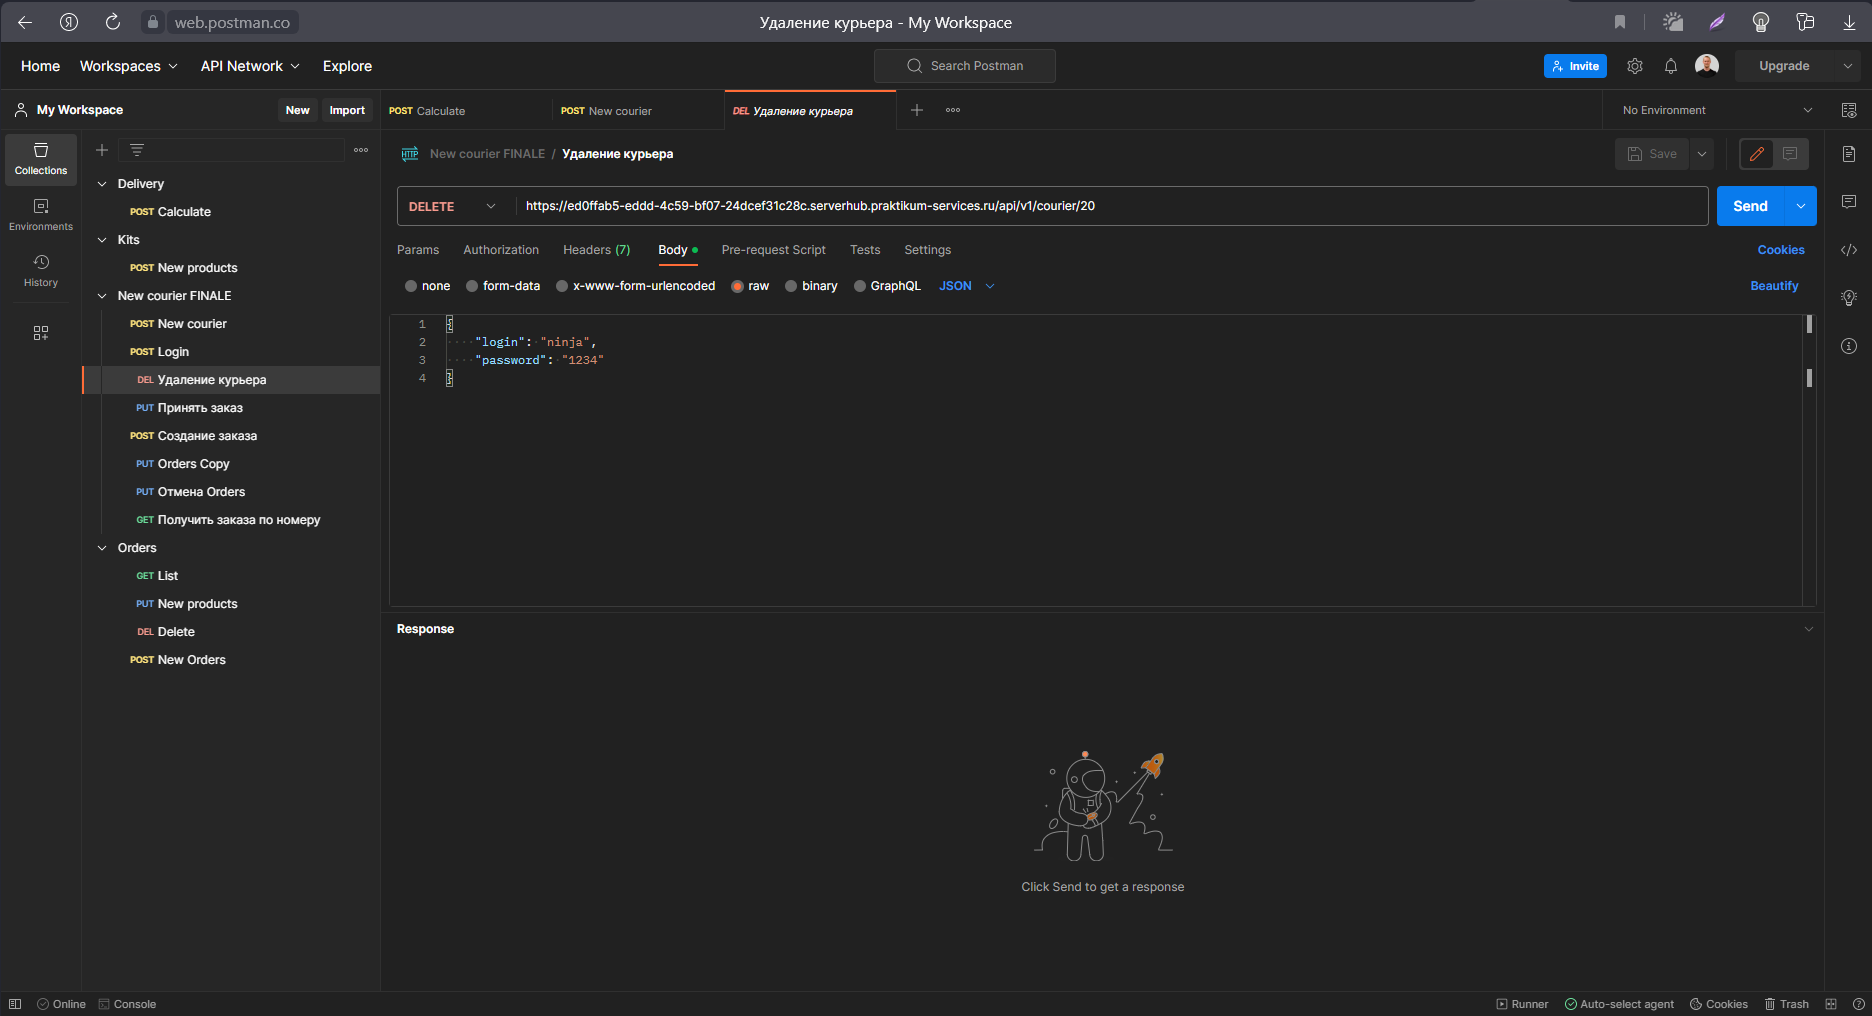 web.postman.co
Удаление курьера - My Workspace
Home Workspaces API Network Explore
Search Postman
Invite
Upgrade
My Workspace
New Import
POST Calculate
POST New courier
DEL Удаление курьера
No Environment
Collections
Environments
History
Delivery
POST Calculate
Kits
POST New products
New courier FINALE
POST New courier
POST Login
DEL Удаление курьера
PUT Принять заказ
POST Создание заказа
PUT Orders Copy
PUT Отмена Orders
GET Получить заказа по номеру
Orders
GET List
PUT New products
DEL Delete
POST New Orders
HTTP New courier FINALE / Удаление курьера
Save
DELETE https://ed0ffab5-eddd-4c59-bf07-24dcef31c28c.serverhub.praktikum-services.ru/api/v1/courier/20
Send
Params Authorization Headers (7) Body Pre-request Script Tests Settings
Cookies
none form-data x-www-form-urlencoded raw binary GraphQL JSON
Beautify
1 {
2 "login": "ninja",
3 "password": "1234"
4 }
Response
Click Send to get a response
Online Console
Runner Auto-select agent Cookies Trash